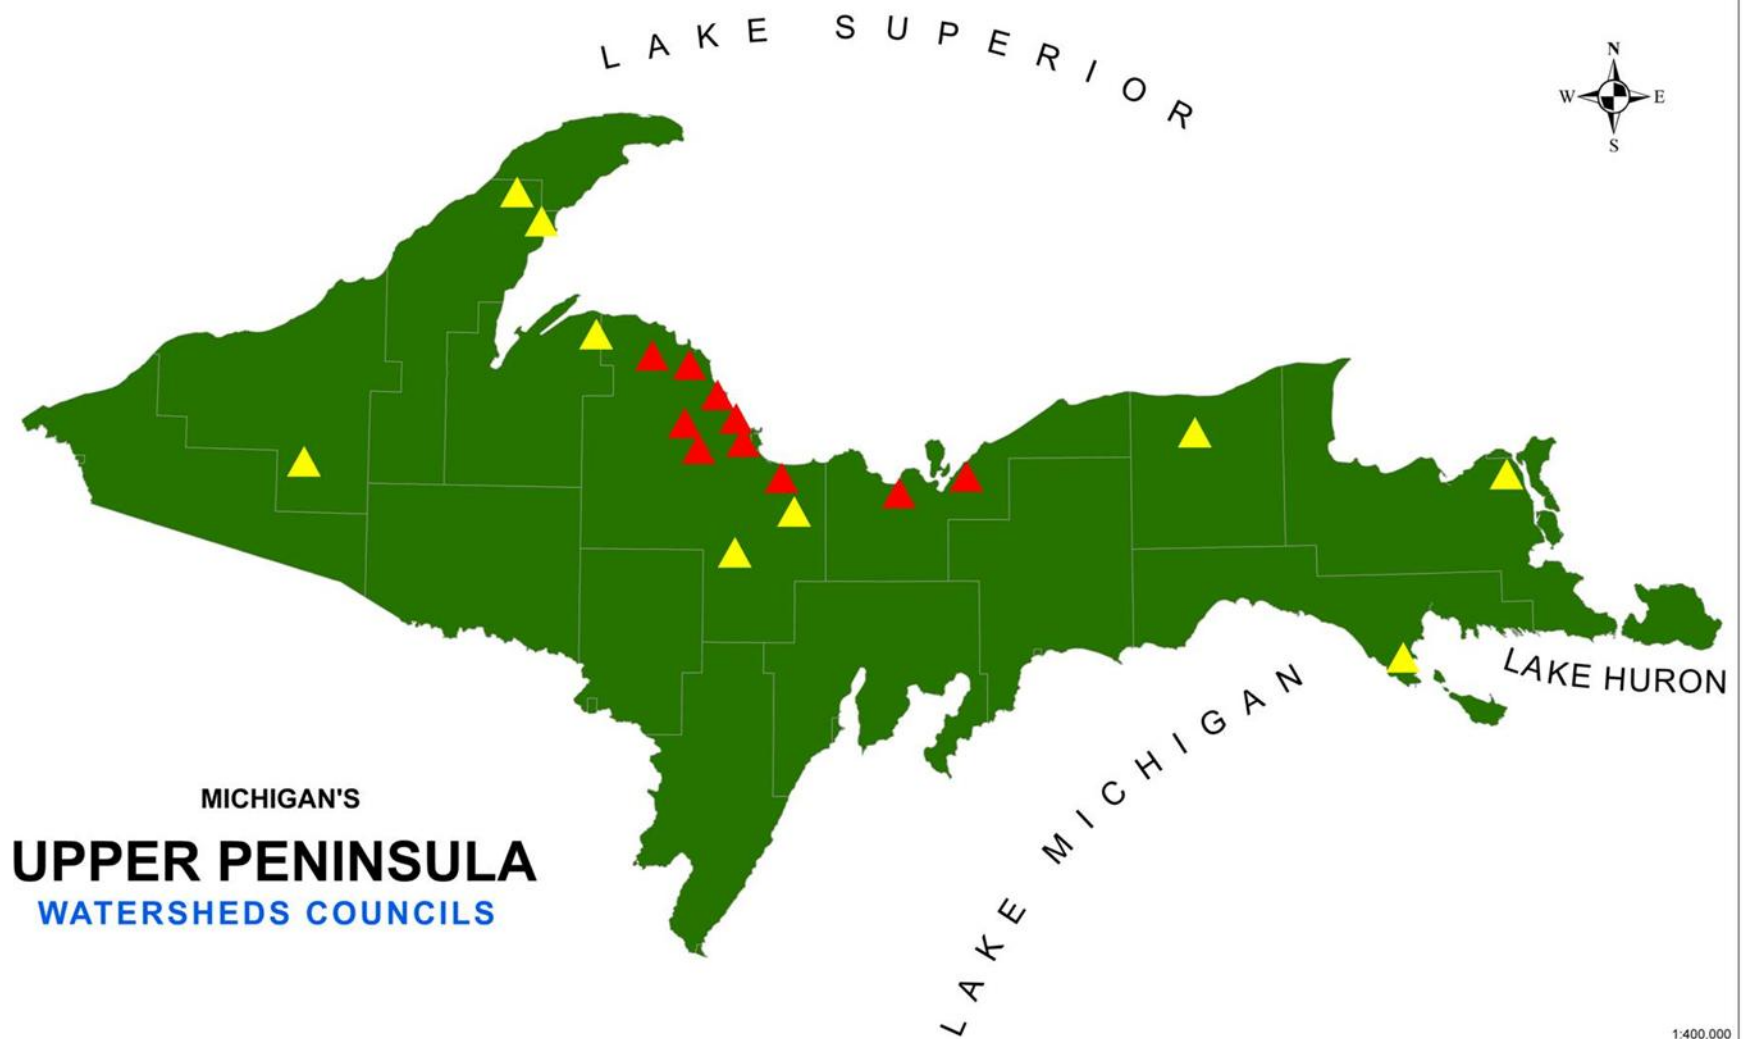 LAKE SUPERIOR
N
W E
S
LAKE HURON
LAKE MICHIGAN
MICHIGAN'S
UPPER PENINSULA
WATERSHEDS COUNCILS
1:400,000